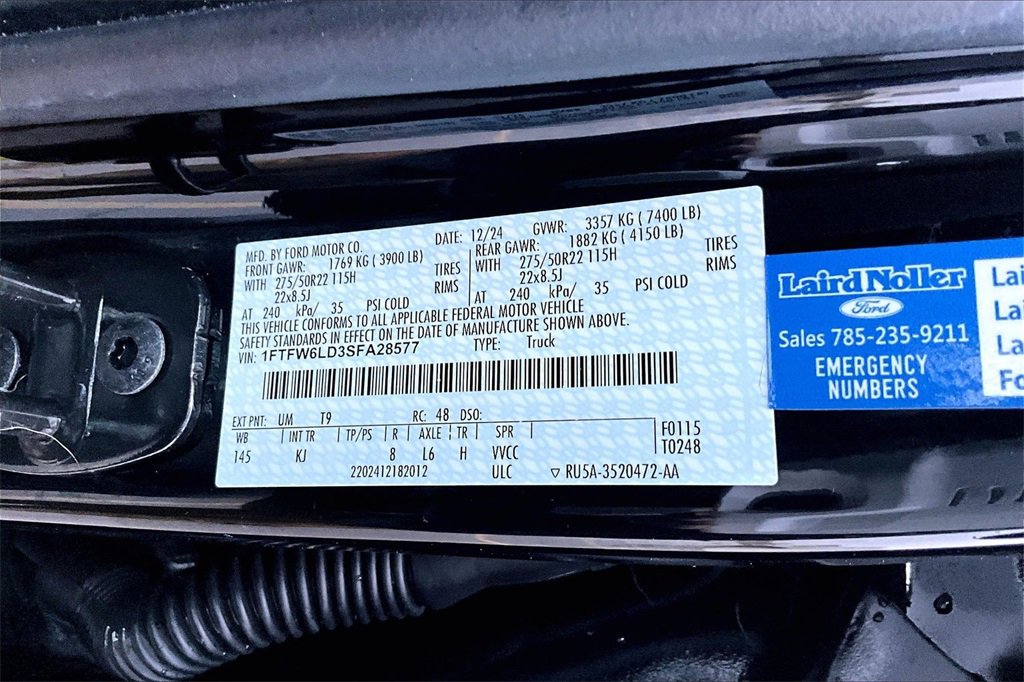 MFD. BY FORD MOTOR CO.
DATE: 12/24 GVWR: 3357 KG ( 7400 LB)
FRONT GAWR: 1769 KG ( 3900 LB)
WITH 275/50R22 115H TIRES
22x8.5J RIMS
AT 240 kPa/ 35 PSI COLD
REAR GAWR: 1882 KG ( 4150 LB)
WITH 275/50R22 115H TIRES
22x8.5J RIMS
AT 240 kPa/ 35 PSI COLD
THIS VEHICLE CONFORMS TO ALL APPLICABLE FEDERAL MOTOR VEHICLE
SAFETY STANDARDS IN EFFECT ON THE DATE OF MANUFACTURE SHOWN ABOVE.
VIN: 1FTFW6LD3SFA28577 TYPE: Truck
EXT PNT: UM T9 RC: 48 DSO:
WB INT TR TP/PS R AXLE TR SPR
145 KJ 8 L6 H VVCC
F0115
T0248
2202412182012 ULC ▽ RU5A-3520472-AA
Laird Noller
Ford
Sales 785-235-9211
EMERGENCY
NUMBERS